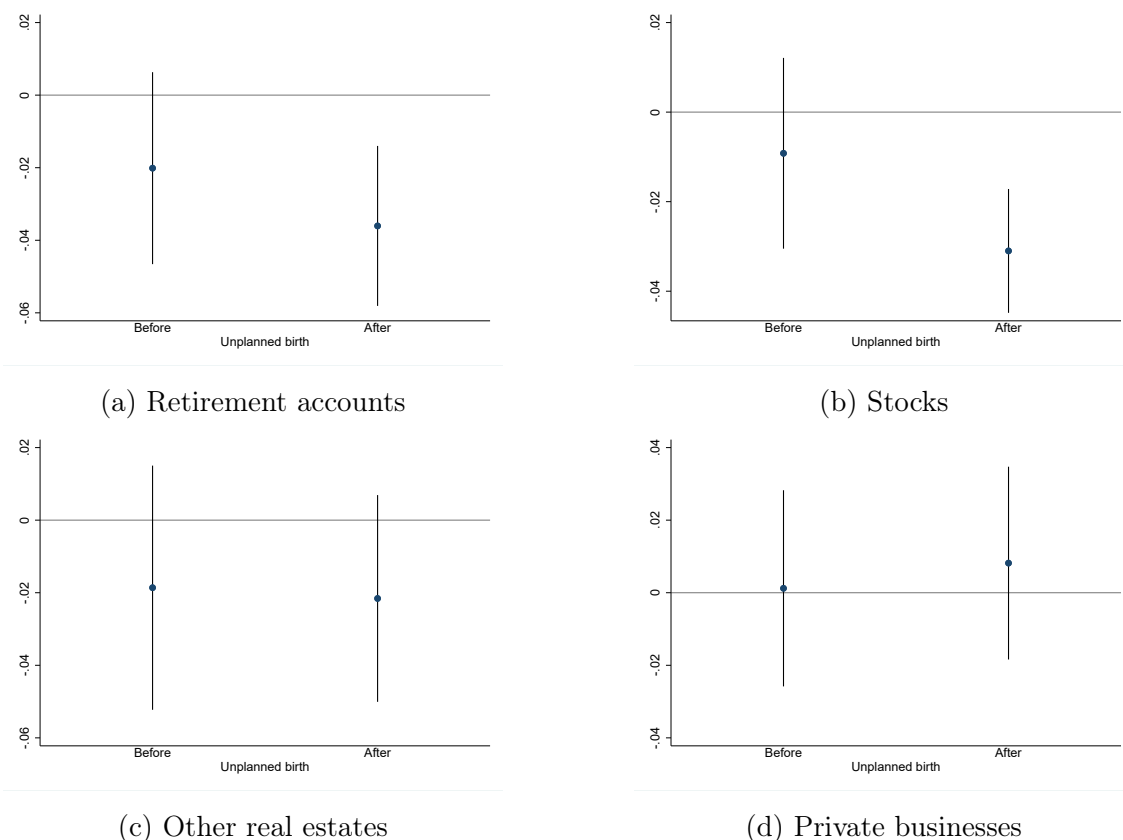 .02
0
-.02
-.04
-.06
Before
After
Unplanned birth
(a) Retirement accounts
.02
0
-.02
-.04
Before
After
Unplanned birth
(b) Stocks
.02
0
-.02
-.04
-.06
Before
After
Unplanned birth
(c) Other real estates
.04
.02
0
-.02
-.04
Before
After
Unplanned birth
(d) Private businesses